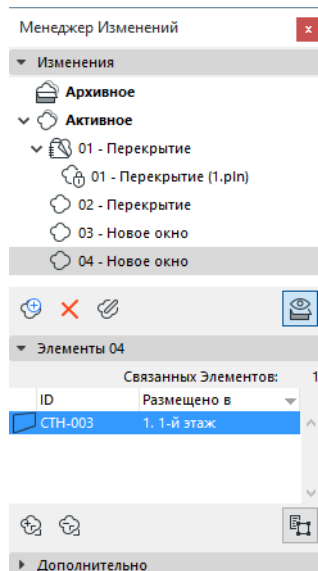 Менеджер Изменений
x
Изменения
Архивное
Активное
01 - Перекрытие
01 - Перекрытие (1.pln)
02 - Перекрытие
03 - Новое окно
04 - Новое окно
Элементы 04
Связанных Элементов: 1
ID Размещено в
СТН-003 1. 1-й этаж
Дополнительно